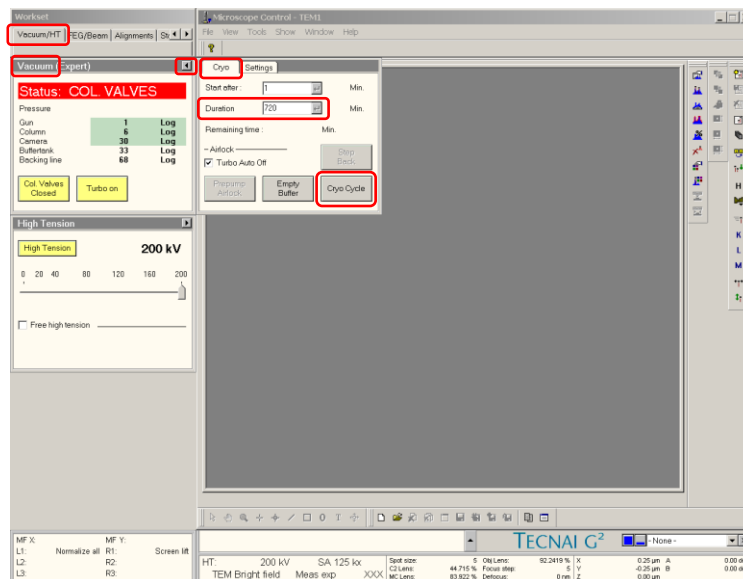 Workset
Microscope Control - TEM1
Vacuum/HT FEG/Beam Alignments St
File View Tools Show Window Help
Vacuum (Expert)
Status: COL. VALVES
Pressure
Gun 1 Log
Column 6 Log
Camera 30 Log
Buffertank 33 Log
Backing line 68 Log
Col. Valves Closed
Turbo on
Cryo Settings
Start after : 1 Min.
Duration 720 Min.
Remaining time : Min.
Airlock
Turbo Auto Off
Stop Back.
Prepump Airlock
Empty Buffer
Cryo Cycle
High Tension
High Tension 200 kV
0 20 40 80 120 160 200
Free high tension
H
K
L
M
TECNAI G²
- None -
MF X: MF Y:
L1: Normalize all R1: Screen lift
L2: R2:
L3: R3:
HT: 200 kV SA 125 kx
TEM Bright field Meas exp XXX
Spot size: 5 Obj Lens: 92.2419 % X 0.25 µm A 0.00 d
C2 Lens: 44.715 % Focus step: 5 Y -0.25 µm B 0.00 d
MC Lens: 83.922 % Defocus: 0 nm Z 0.00 µm